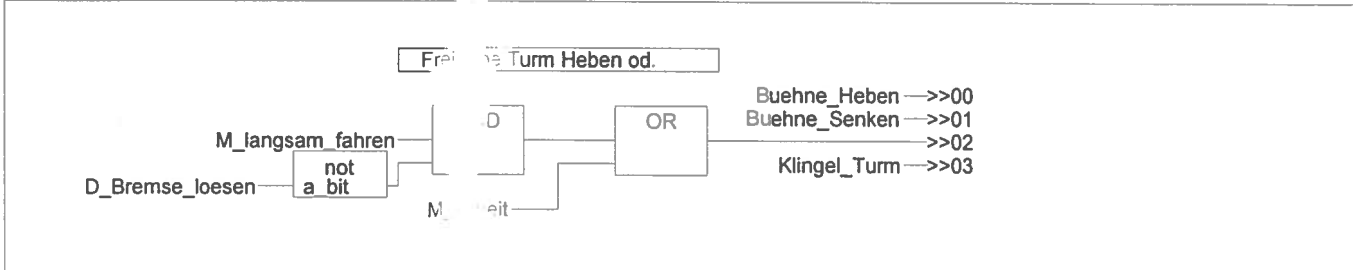 Turm Heben od.
Buehne_Heben >>00
OR Buehne_Senken >>01
M_langsam_fahren >>02
not Klingel_Turm >>03
D_Bremse_loesen a_bit